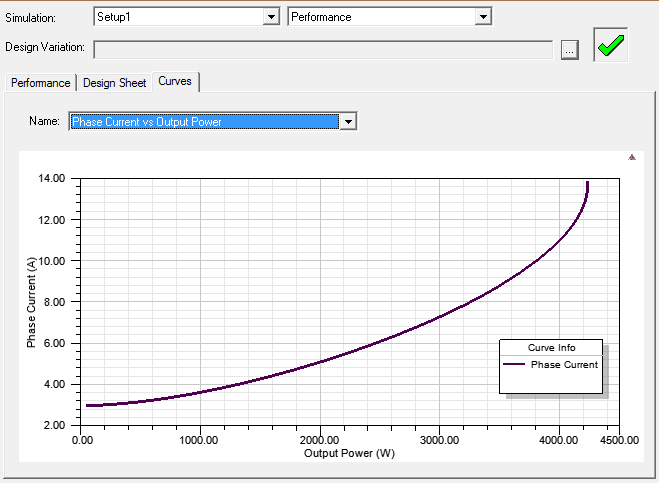 Simulation: Setup1 Performance
Design Variation: ...
Performance Design Sheet Curves
Name: Phase Current vs Output Power
14.00
12.00
10.00
8.00
6.00
4.00
2.00
Phase Current (A)
Curve Info
Phase Current
0.00 1000.00 2000.00 3000.00 4000.00 4500.00
Output Power (W)